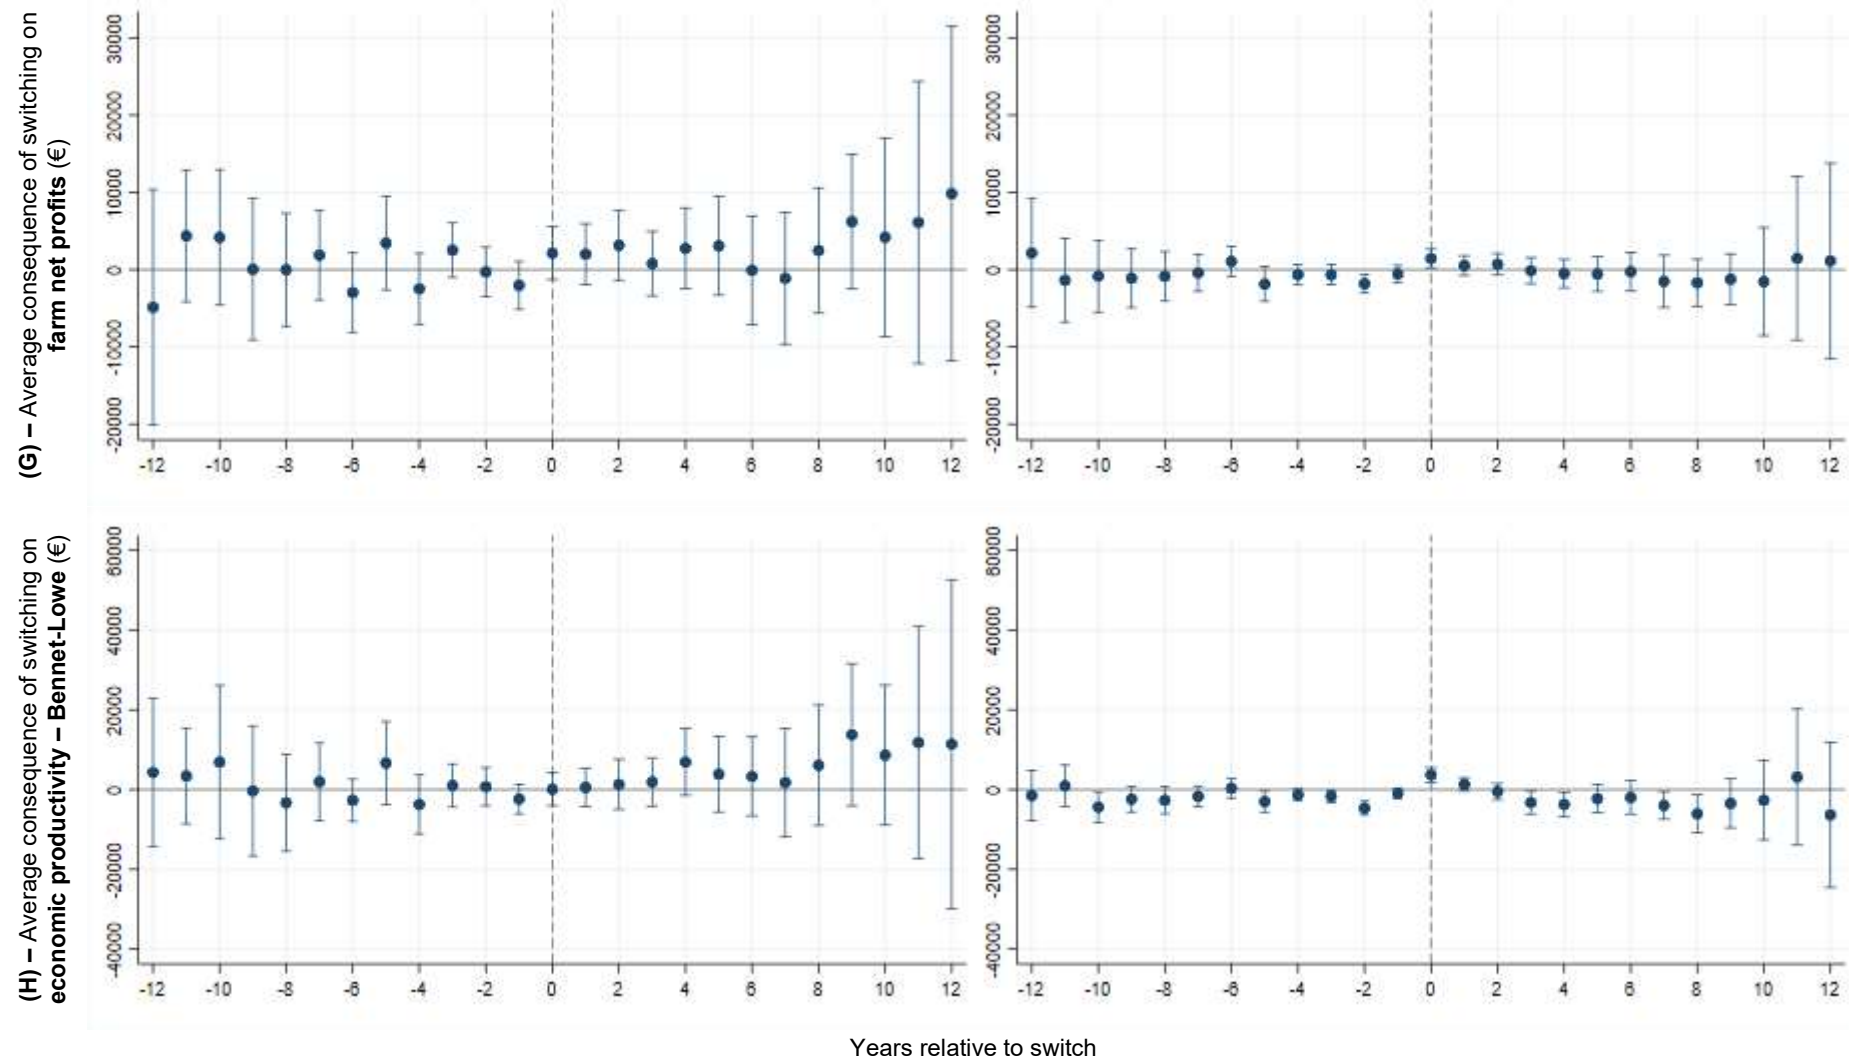 (G) – Average consequence of switching on
farm net profits (€)
30000
20000
10000
0
-10000
-20000
-12 -10 -8 -6 -4 -2 0 2 4 6 8 10 12
30000
20000
10000
0
-10000
-20000
-12 -10 -8 -6 -4 -2 0 2 4 6 8 10 12
(H) – Average consequence of switching on
economic productivity – Bennet-Lowe (€)
60000
40000
20000
0
-20000
-40000
-12 -10 -8 -6 -4 -2 0 2 4 6 8 10 12
60000
40000
20000
0
-20000
-40000
-12 -10 -8 -6 -4 -2 0 2 4 6 8 10 12
Years relative to switch